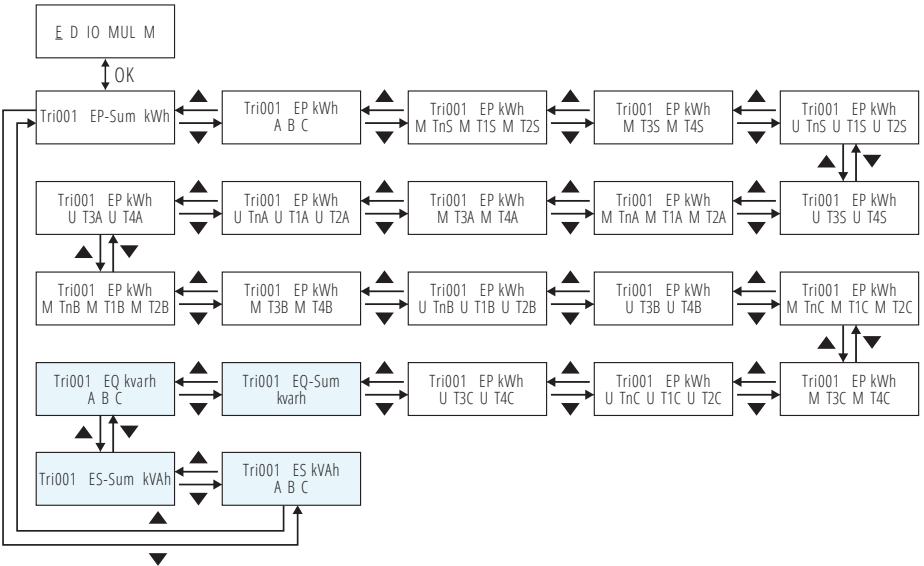 E D IO MUL M
OK
Tri001 EP-Sum kWh
Tri001 EP kWh
A B C
Tri001 EP kWh
M TnS M T1S M T2S
Tri001 EP kWh
M T3S M T4S
Tri001 EP kWh
U TnS U T1S U T2S
Tri001 EP kWh
U T3A U T4A
Tri001 EP kWh
U TnA U T1A U T2A
Tri001 EP kWh
M T3A M T4A
Tri001 EP kWh
M TnA M T1A M T2A
Tri001 EP kWh
U T3S U T4S
Tri001 EP kWh
M TnB M T1B M T2B
Tri001 EP kWh
M T3B M T4B
Tri001 EP kWh
U TnB U T1B U T2B
Tri001 EP kWh
U T3B U T4B
Tri001 EP kWh
M TnC M T1C M T2C
Tri001 EQ kvarh
A B C
Tri001 EQ-Sum
kvarh
Tri001 EP kWh
U T3C U T4C
Tri001 EP kWh
U TnC U T1C U T2C
Tri001 EP kWh
M T3C M T4C
Tri001 ES-Sum kVAh
Tri001 ES kVAh
A B C